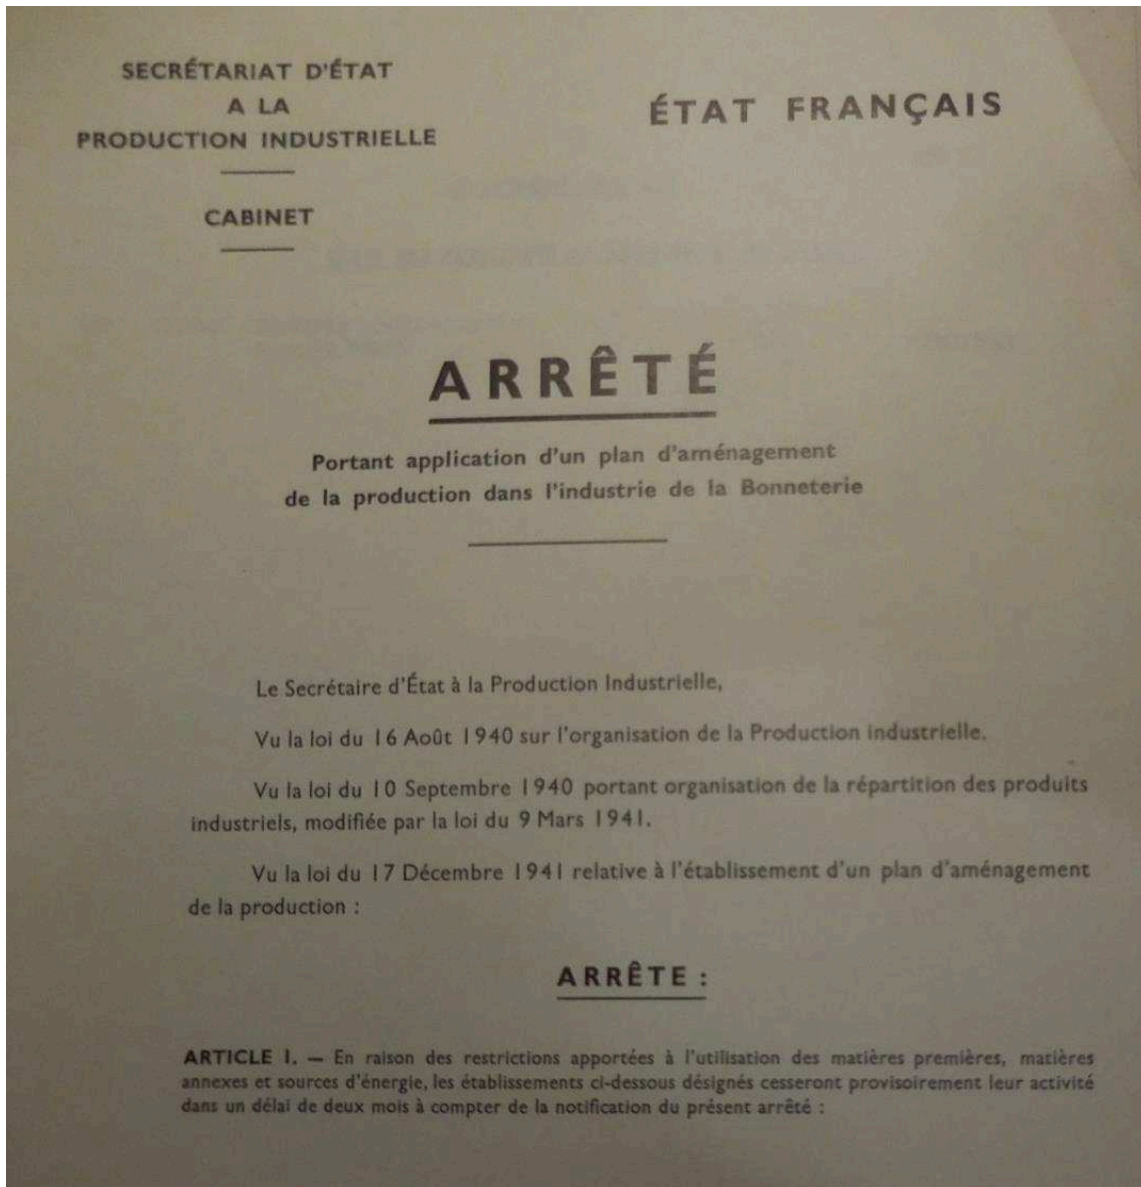 SECRÉTARIAT D'ÉTAT
A LA
PRODUCTION INDUSTRIELLE
CABINET
ÉTAT FRANÇAIS
ARRÊTÉ
Portant application d'un plan d'aménagement
de la production dans l'industrie de la Bonneterie
Le Secrétaire d'État à la Production Industrielle,
Vu la loi du 16 Août 1940 sur l'organisation de la Production industrielle.
Vu la loi du 10 Septembre 1940 portant organisation de la répartition des produits
industriels, modifiée par la loi du 9 Mars 1941.
Vu la loi du 17 Décembre 1941 relative à l'établissement d'un plan d'aménagement
de la production :
ARRÊTE :
ARTICLE I. — En raison des restrictions apportées à l'utilisation des matières premières, matières
annexes et sources d'énergie, les établissements ci-dessous désignés cesseront provisoirement leur activité
dans un délai de deux mois à compter de la notification du présent arrêté :